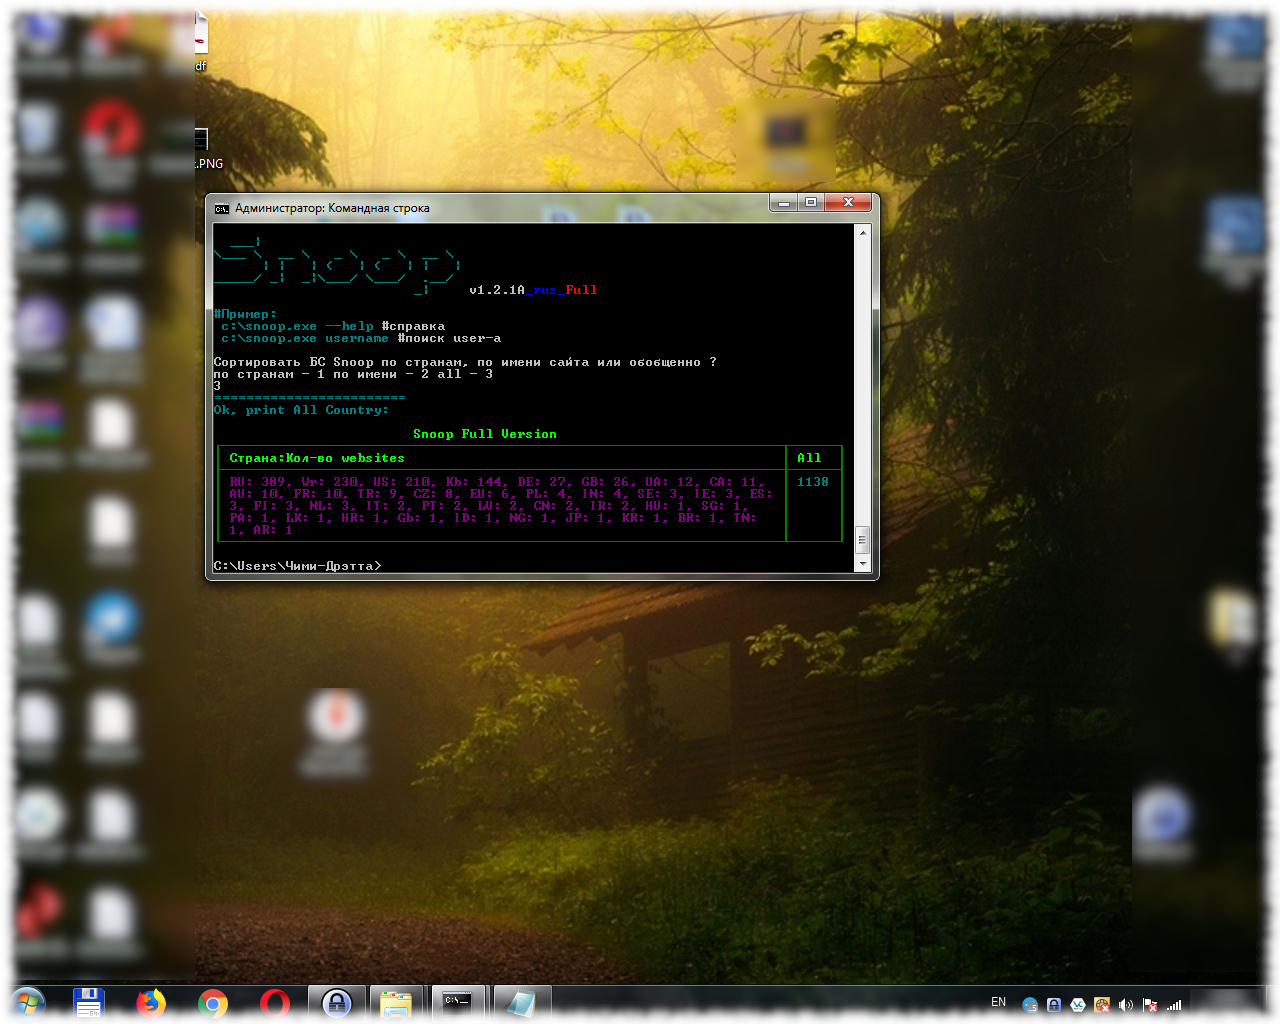 df
.PNG
Администратор: Командная строка
Snoop
v1.2.1A_rus_Full
#Пример:
c:\snoop.exe --help #справка
c:\snoop.exe username #поиск user-а
Сортировать БС Snoop по странам, по имени сайта или обобщенно ?
по странам - 1 по имени - 2 all - 3
3
========================
Ok, print All Country:
Snoop Full Version
Страна:Кол-во websites All
RU: 389, Wr: 230, US: 210, Kb: 144, DE: 27, GB: 26, UA: 12, CA: 11, 1138
AU: 10, FR: 10, TR: 9, CZ: 8, EU: 6, PL: 4, IN: 4, SE: 3, IE: 3, ES:
3, FI: 3, NL: 3, IT: 2, PT: 2, LV: 2, CN: 2, IR: 2, HU: 1, SG: 1,
PA: 1, LK: 1, HR: 1, Gb: 1, ID: 1, NG: 1, JP: 1, KR: 1, BR: 1, TN:
1, AR: 1
C:\Users\Чими-Дрэтта>
EN